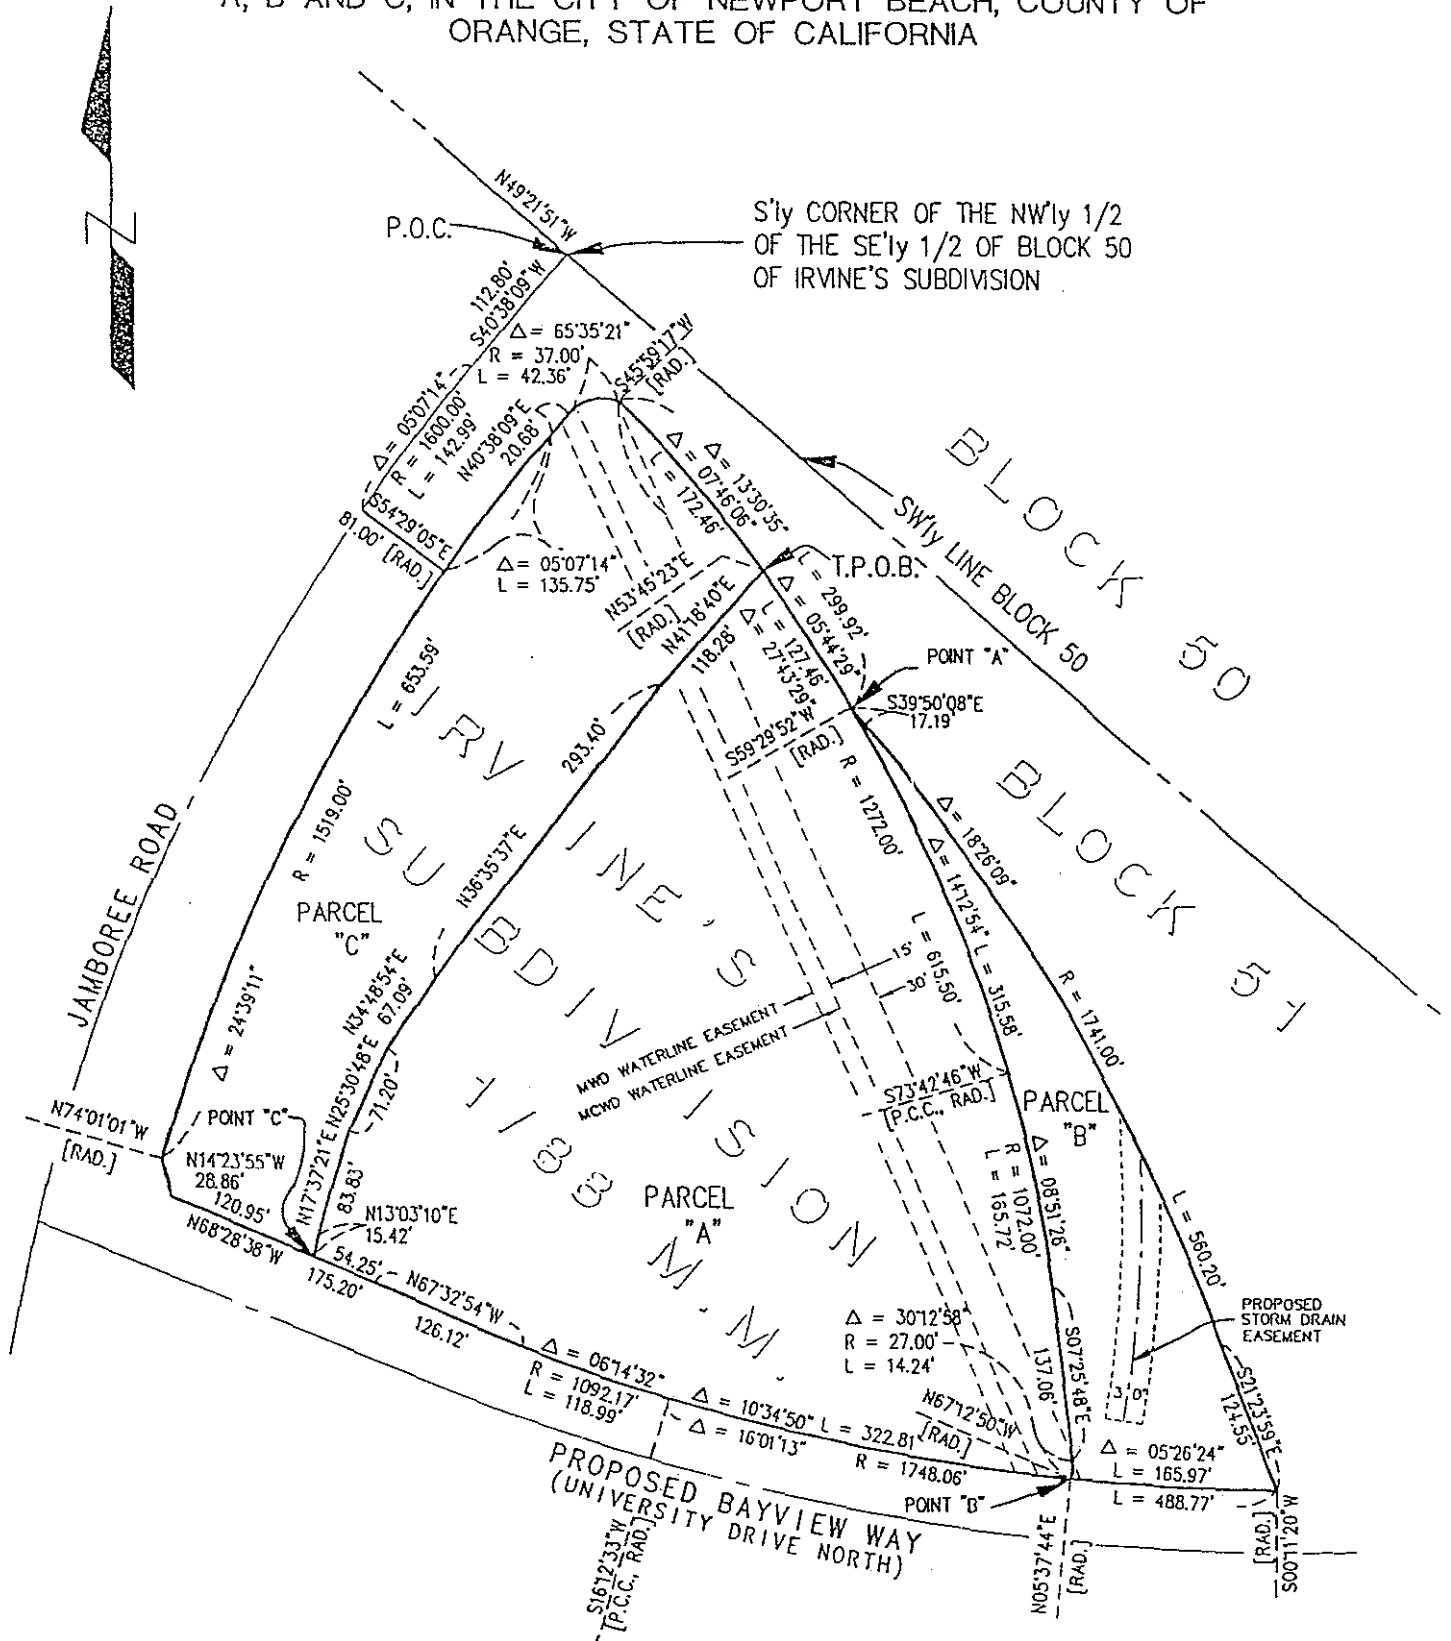 A, B AND C, IN THE CITY OF NEWPORT BEACH, COUNTY OF
ORANGE, STATE OF CALIFORNIA
Z
N49°21'51"W
P.O.C.
S'ly CORNER OF THE NW'ly 1/2
OF THE SE'ly 1/2 OF BLOCK 50
OF IRVINE'S SUBDIVISION
112.80'
S40°38'09"W
Δ = 65°35'21"
R = 37.00'
L = 42.36'
S45°59'17"W
[RAD.]
Δ = 05°07'14"
R = 1600.00'
L = 142.99'
N40°38'09"E
20.68'
S54°29'05"E
81.00' [RAD.]
Δ = 05°07'14"
L = 135.75'
Δ = 13°30'35"
Δ = 07°46'06"
L = 172.46'
L = 299.92'
N53°45'23"E
[RAD.]
T.P.O.B.
SW'ly LINE BLOCK 50
BLOCK 50
BLOCK 51
N41°18'40"E
118.28'
Δ = 05°44'29"
L = 127.46'
Δ = 27°43'29"
POINT "A"
S39°50'08"E
17.19'
S59°29'52"W
[RAD.]
R = 1272.00'
L = 653.59'
293.40'
R = 1519.00'
N36°35'37"E
IRVINE'S
SUBDIVISION
1/88 M.M.
JAMBOREE ROAD
PARCEL
"C"
Δ = 18°26'09"
Δ = 14°12'54" L = 315.58'
L = 615.50'
R = 1741.00'
15'
30'
MWD WATERLINE EASEMENT
MCWD WATERLINE EASEMENT
N34°48'54"E
67.09'
Δ = 24°39'11"
N25°30'48"E
71.20'
S73°42'46"W
[P.C.C., RAD.]
PARCEL
"B"
N74°01'01"W
[RAD.]
POINT "C"
N14°23'55"W
28.86'
120.95'
N68°28'38"W
N17°37'21"E
83.83'
N13°03'10"E
15.42'
54.25'
175.20'
N67°32'54"W
126.12'
PARCEL
"A"
Δ = 08°51'26"
R = 1072.00'
L = 165.72'
L = 560.20'
PROPOSED
STORM DRAIN
EASEMENT
Δ = 30°12'58"
R = 27.00'
L = 14.24'
S07°25'48"E
137.06'
S21°23'59"E
124.55'
Δ = 06°14'32"
R = 1092.17'
L = 118.99'
Δ = 10°34'50" L = 322.81'
Δ = 16°01'13"
R = 1748.06'
N67°12'50"W
[RAD.]
Δ = 05°26'24"
L = 165.97'
L = 488.77'
POINT "B"
PROPOSED BAYVIEW WAY
(UNIVERSITY DRIVE NORTH)
S16°12'33"W
[P.C.C., RAD.]
N05°37'44"E
[RAD.]
[RAD.]
S00°11'20"W